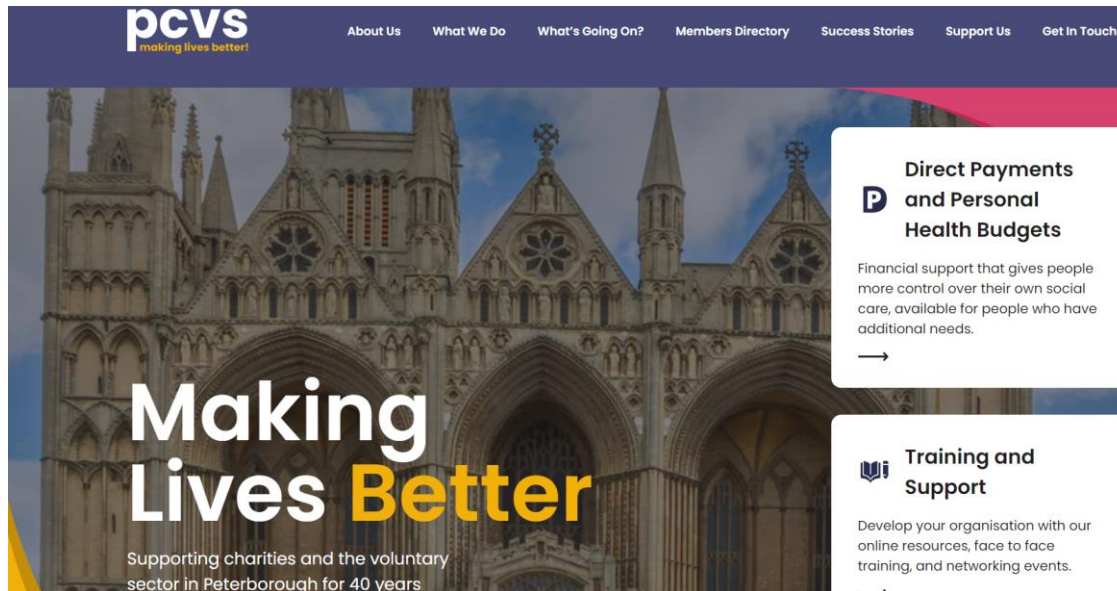 pcvs
making lives better!
About Us
What We Do
What's Going On?
Members Directory
Success Stories
Support Us
Get In Touch
Making
Lives Better
Supporting charities and the voluntary
sector in Peterborough for 40 years
Direct Payments
and Personal
Health Budgets
Financial support that gives people
more control over their own social
care, available for people who have
additional needs.
Training and
Support
Develop your organisation with our
online resources, face to face
training, and networking events.